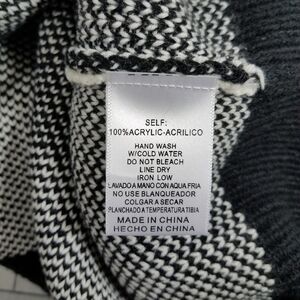 SELF:
100%ACRYLIC-ACRILICO
HAND WASH
W/COLD WATER
DO NOT BLEACH
LINE DRY
IRON LOW
LAVADO A MANO CON AQUA FRIA
NO USE BLANQUEADOR
COLGAR A SECAR
PLANCHADO A TEMPERATURA TIBIA
MADE IN CHINA
HECHO EN CHINA